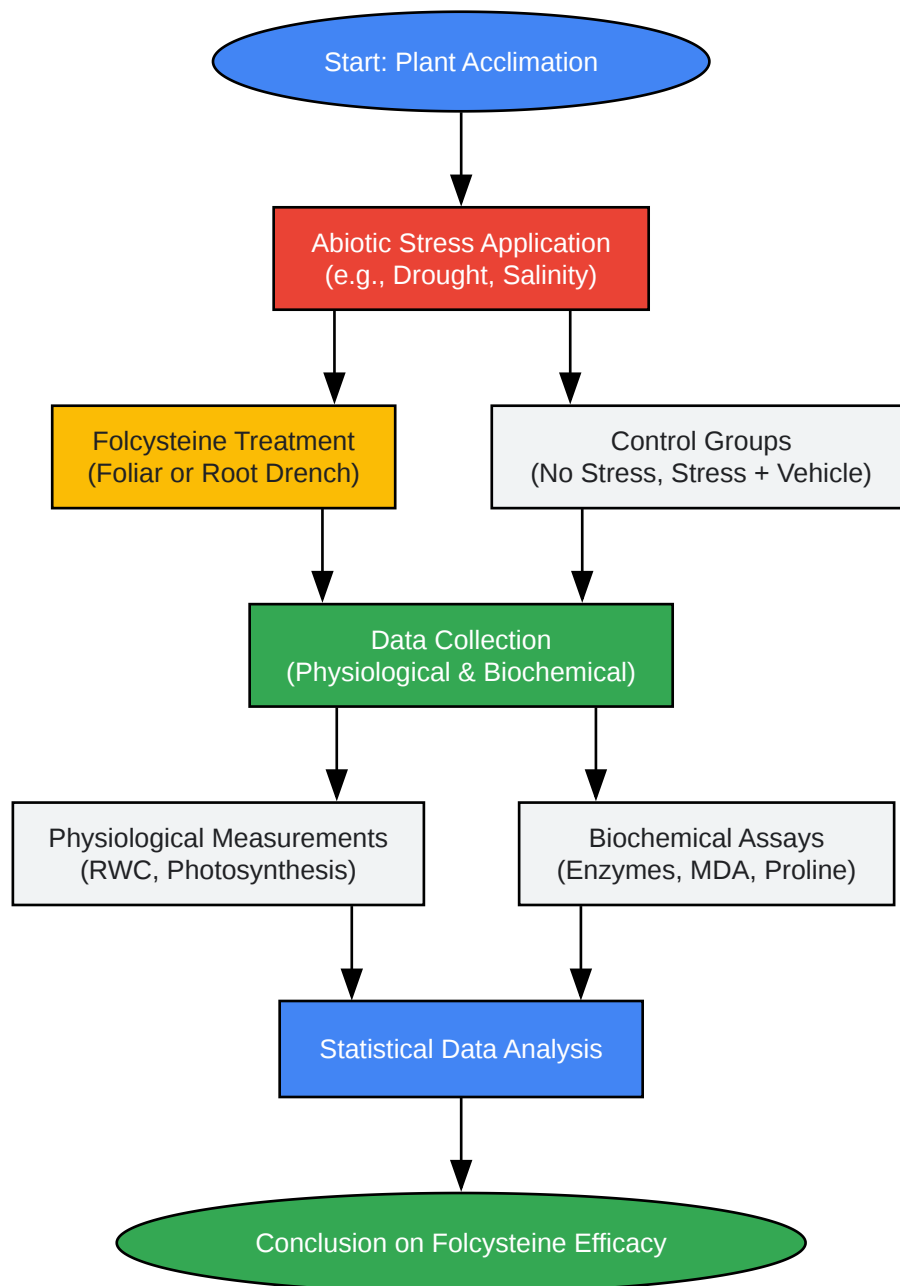 Start: Plant Acclimation
Abiotic Stress Application
(e.g., Drought, Salinity)
Folcysteine Treatment
(Foliar or Root Drench)
Control Groups
(No Stress, Stress + Vehicle)
Data Collection
(Physiological & Biochemical)
Physiological Measurements
(RWC, Photosynthesis)
Biochemical Assays
(Enzymes, MDA, Proline)
Statistical Data Analysis
Conclusion on Folcysteine Efficacy